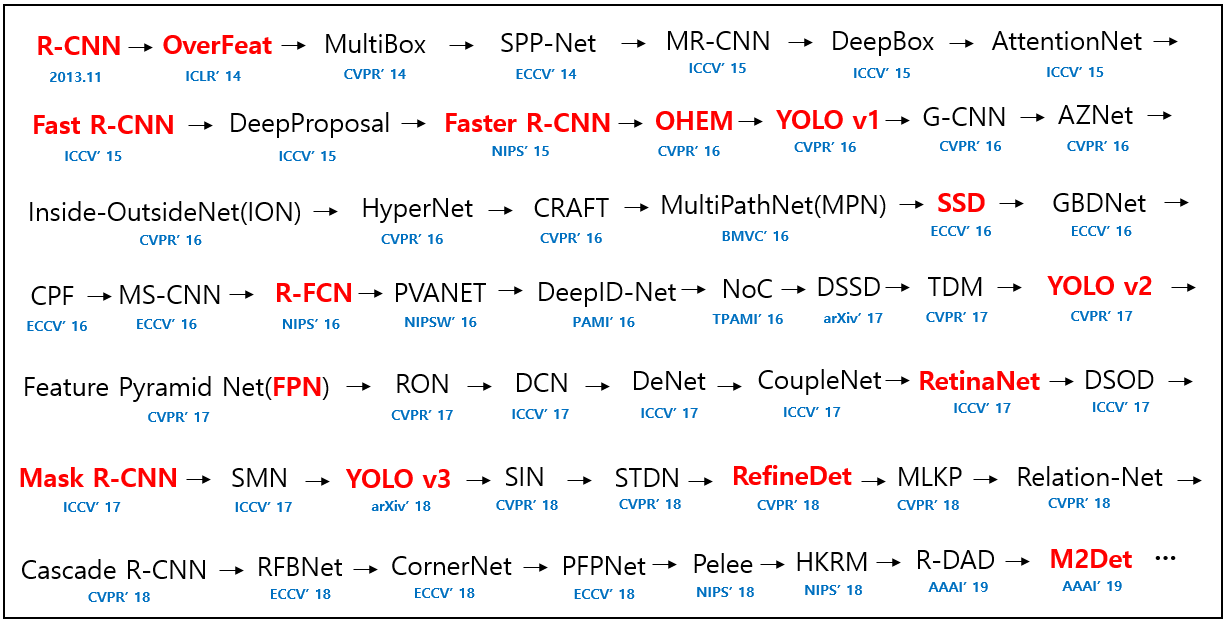 R-CNN → OverFeat → MultiBox → SPP-Net → MR-CNN → DeepBox → AttentionNet →
2013.11 ICLR' 14 CVPR' 14 ECCV' 14 ICCV' 15 ICCV' 15 ICCV' 15
Fast R-CNN → DeepProposal → Faster R-CNN → OHEM → YOLO v1 → G-CNN → AZNet →
ICCV' 15 ICCV' 15 NIPS' 15 CVPR' 16 CVPR' 16 CVPR' 16 CVPR' 16
Inside-OutsideNet(ION) → HyperNet → CRAFT → MultiPathNet(MPN) → SSD → GBDNet →
CVPR' 16 CVPR' 16 CVPR' 16 BMVC' 16 ECCV' 16 ECCV' 16
CPF → MS-CNN → R-FCN → PVANET → DeepID-Net → NoC → DSSD → TDM → YOLO v2 →
ECCV' 16 ECCV' 16 NIPS' 16 NIPSW' 16 PAMI' 16 TPAMI' 16 arXiv' 17 CVPR' 17 CVPR' 17
Feature Pyramid Net(FPN) → RON → DCN → DeNet → CoupleNet → RetinaNet → DSOD →
CVPR' 17 CVPR' 17 ICCV' 17 ICCV' 17 ICCV' 17 ICCV' 17 ICCV' 17
Mask R-CNN → SMN → YOLO v3 → SIN → STDN → RefineDet → MLKP → Relation-Net →
ICCV' 17 ICCV' 17 arXiv' 18 CVPR' 18 CVPR' 18 CVPR' 18 CVPR' 18 CVPR' 18
Cascade R-CNN → RFBNet → CornerNet → PFPNet → Pelee → HKRM → R-DAD → M2Det ···
CVPR' 18 ECCV' 18 ECCV' 18 ECCV' 18 NIPS' 18 NIPS' 18 AAAI' 19 AAAI' 19